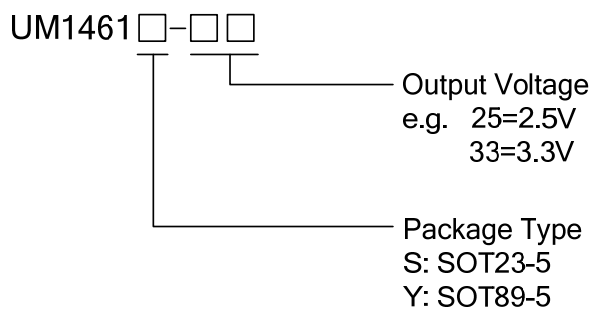 UM1461□-□□
Output Voltage
e.g. 25=2.5V
33=3.3V
Package Type
S: SOT23-5
Y: SOT89-5